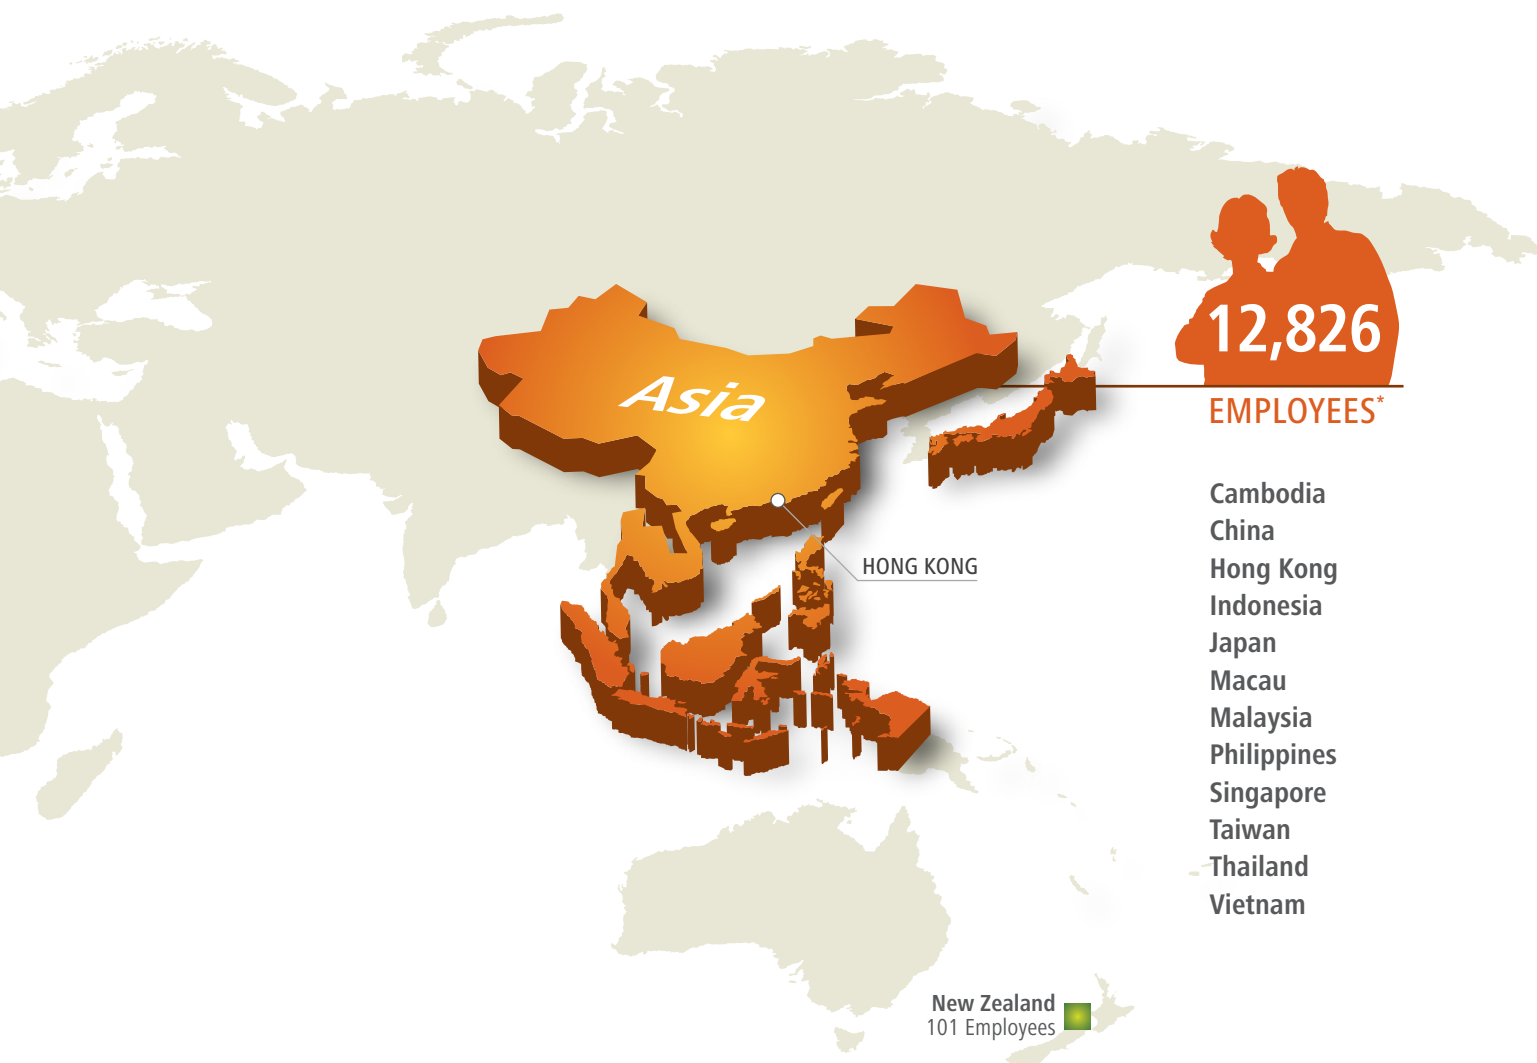 Asia
12,826
EMPLOYEES*
HONG KONG
Cambodia
China
Hong Kong
Indonesia
Japan
Macau
Malaysia
Philippines
Singapore
Taiwan
Thailand
Vietnam
New Zealand
101 Employees